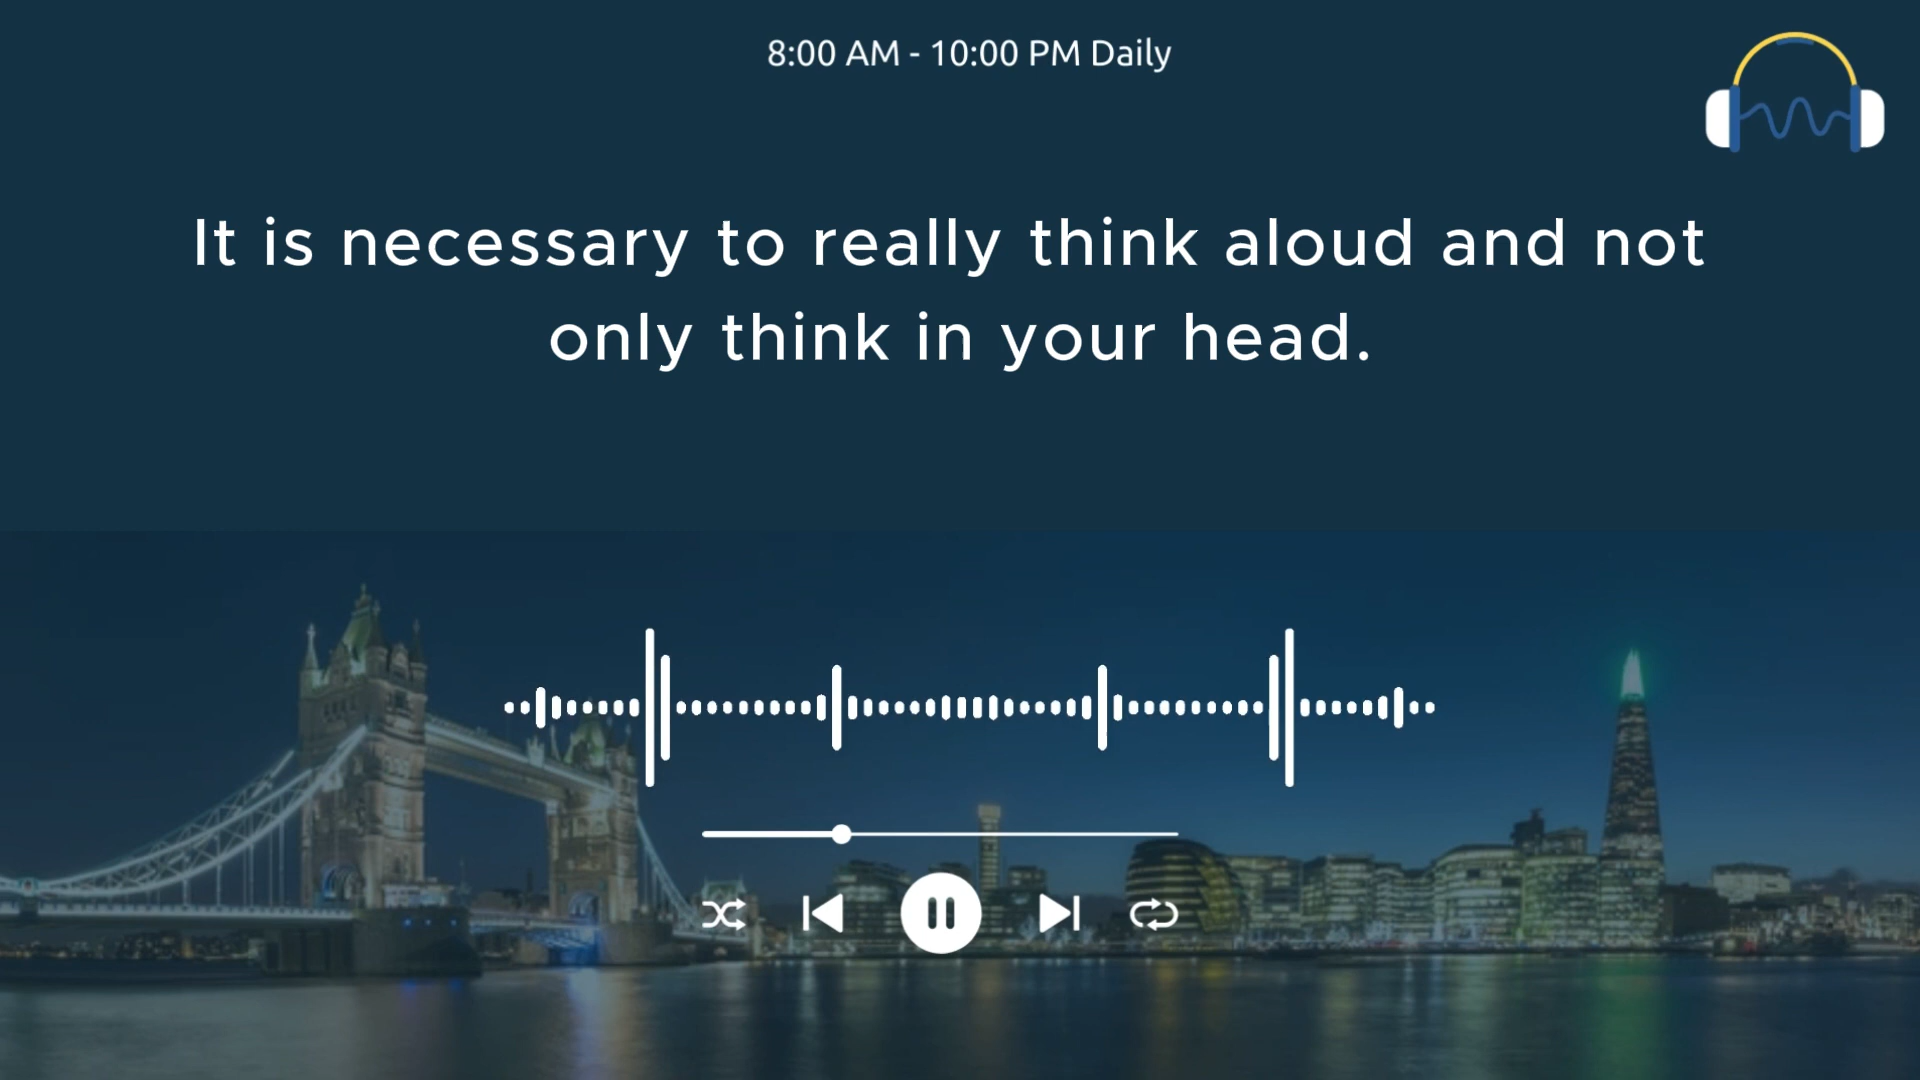 8:00 AM - 10:00 PM Daily
It is necessary to really think aloud and not
only think in your head.